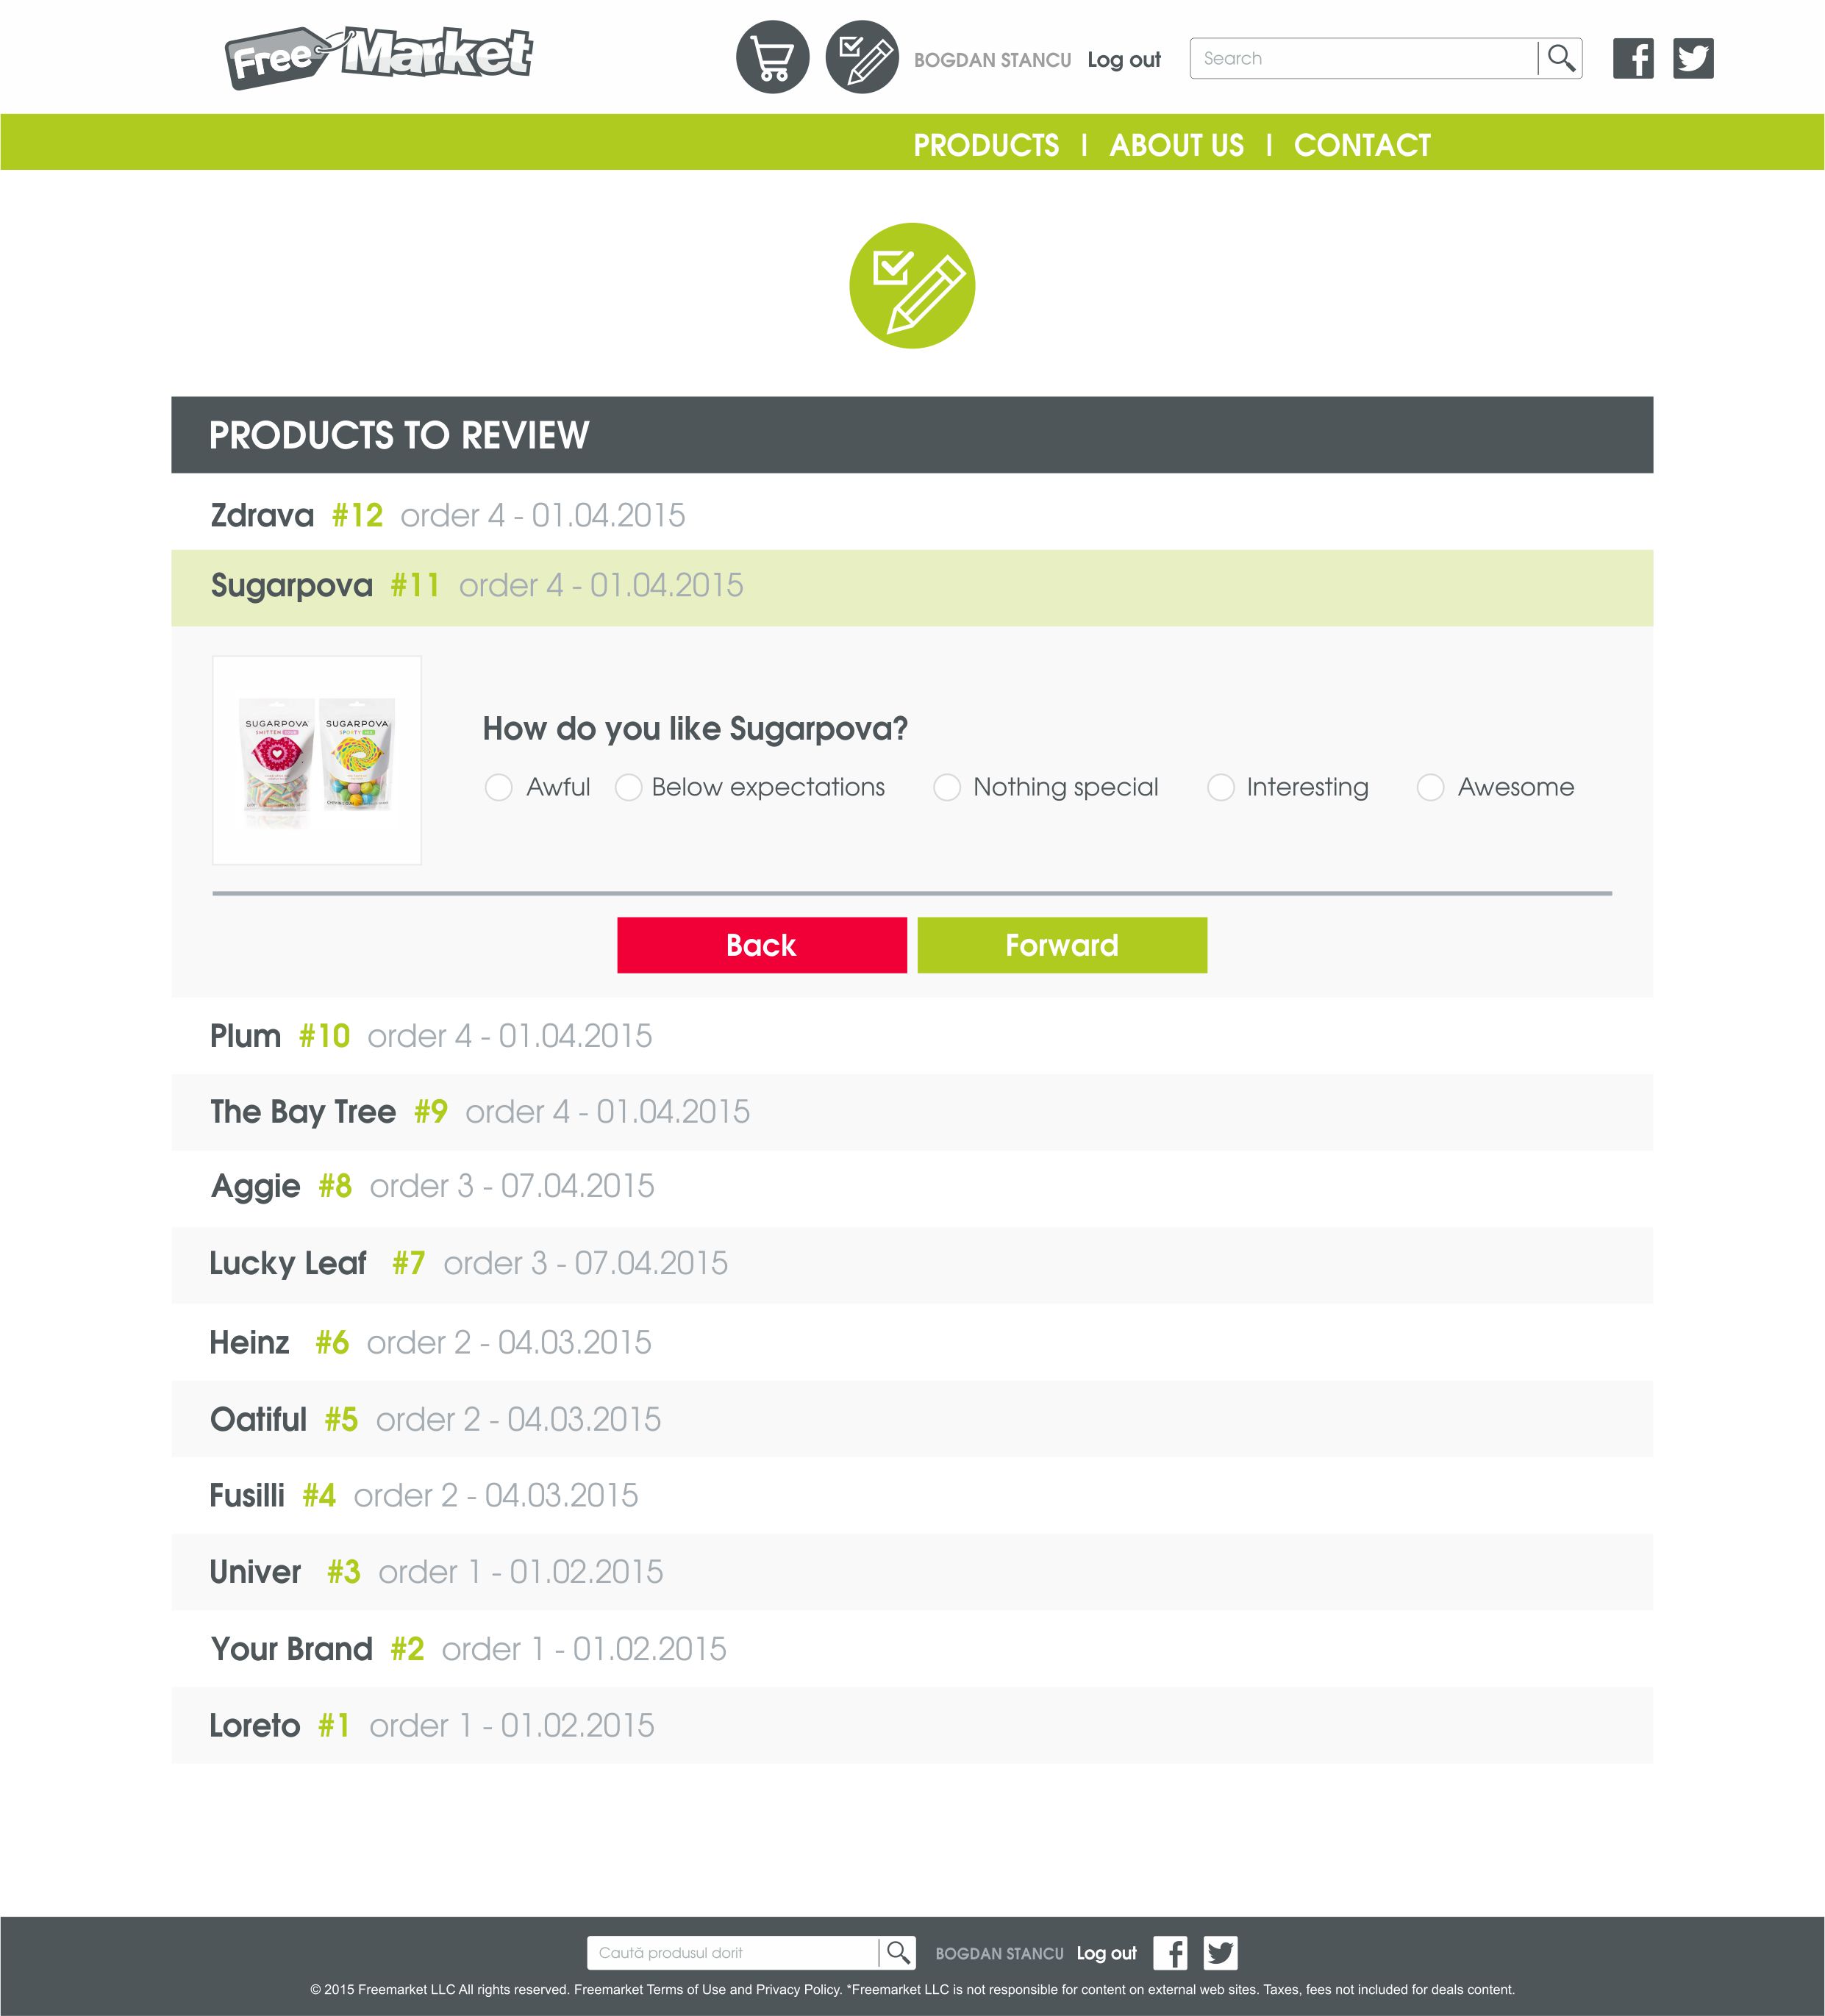 Free Market
BOGDAN STANCU Log out Search
PRODUCTS | ABOUT US | CONTACT
PRODUCTS TO REVIEW
Zdrava #12 order 4 - 01.04.2015
Sugarpova #11 order 4 - 01.04.2015
SUGARPOVA SUGARPOVA
SMITTEN SPORTY
How do you like Sugarpova?
Awful Below expectations Nothing special Interesting Awesome
Back Forward
Plum #10 order 4 - 01.04.2015
The Bay Tree #9 order 4 - 01.04.2015
Aggie #8 order 3 - 07.04.2015
Lucky Leaf #7 order 3 - 07.04.2015
Heinz #6 order 2 - 04.03.2015
Oatiful #5 order 2 - 04.03.2015
Fusilli #4 order 2 - 04.03.2015
Univer #3 order 1 - 01.02.2015
Your Brand #2 order 1 - 01.02.2015
Loreto #1 order 1 - 01.02.2015
Caută produsul dorit BOGDAN STANCU Log out
© 2015 Freemarket LLC All rights reserved. Freemarket Terms of Use and Privacy Policy. *Freemarket LLC is not responsible for content on external web sites. Taxes, fees not included for deals content.